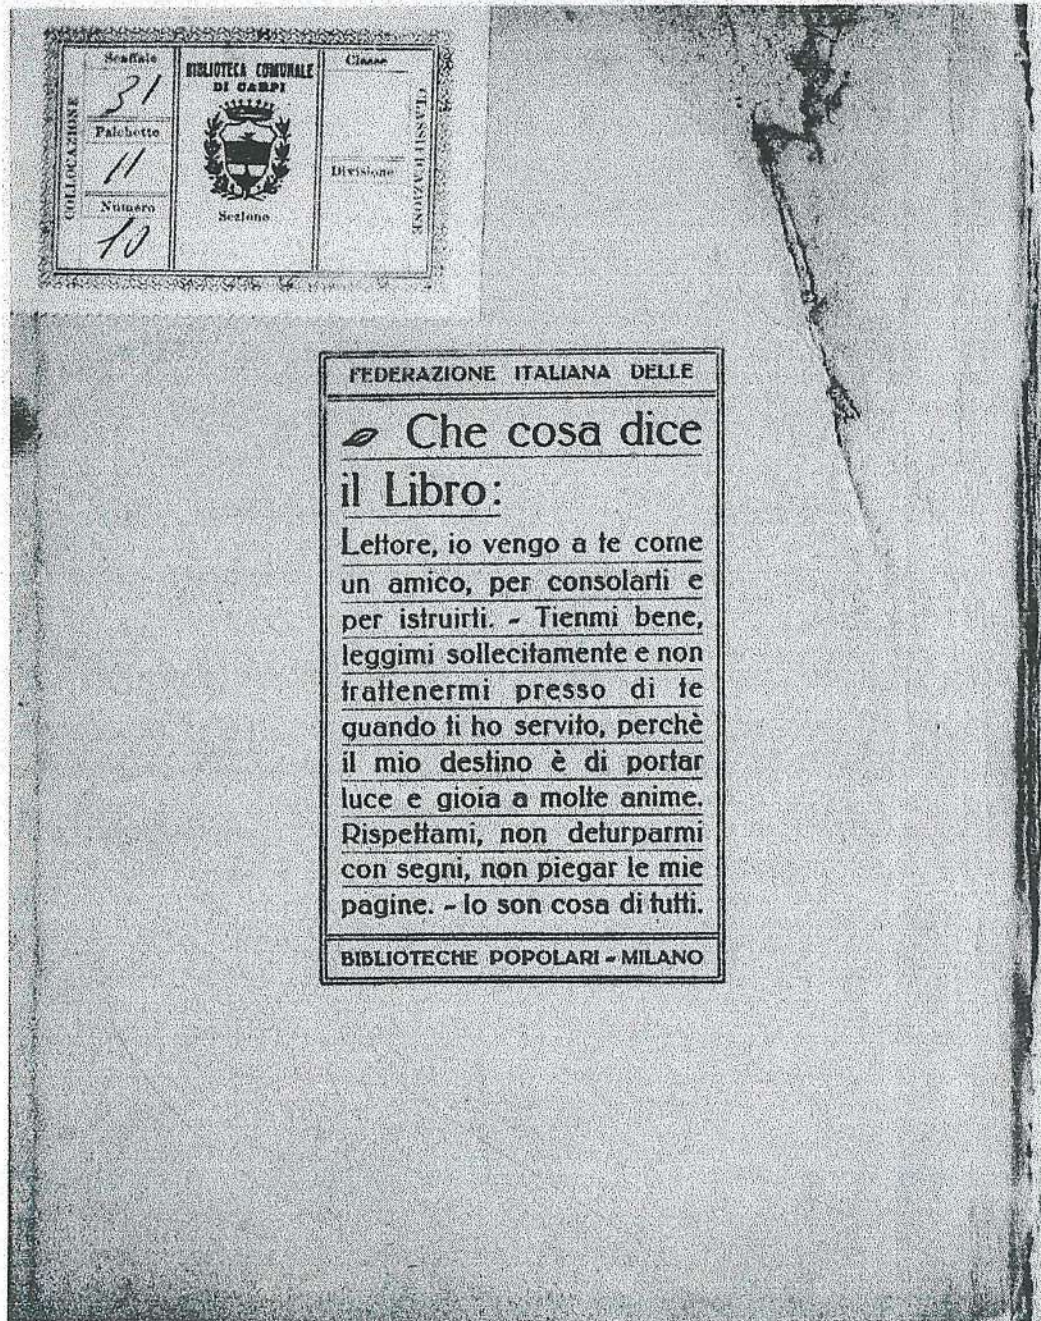 COLLOCAZIONE
Scaffale
31
Palchetto
11
Numero
10
BIBLIOTECA COMUNALE
DI CARPI
Sezione
Classe
Divisione
CLASSIFICAZIONE
FEDERAZIONE ITALIANA DELLE
Che cosa dice
il Libro:
Lettore, io vengo a te come
un amico, per consolarti e
per istruirti. - Tienmi bene,
leggimi sollecitamente e non
trattenermi presso di te
quando ti ho servito, perchè
il mio destino è di portar
luce e gioia a molte anime.
Rispettami, non deturparmi
con segni, non piegar le mie
pagine. - Io son cosa di tutti.
BIBLIOTECHE POPOLARI - MILANO